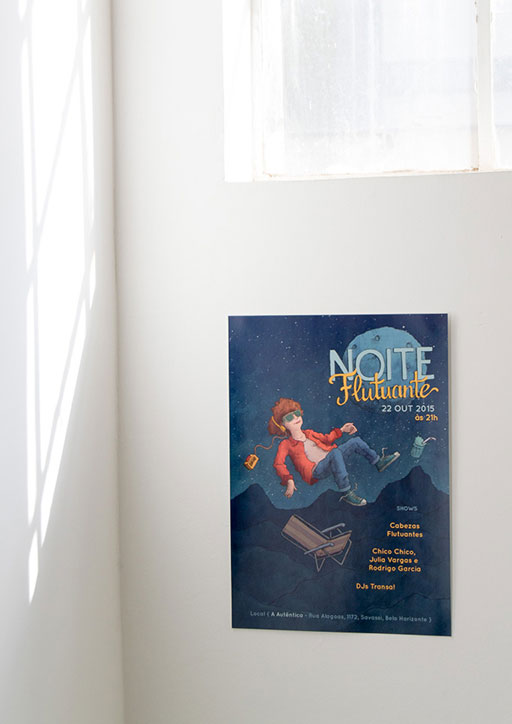 NOITE
Flutuante
22 OUT 2015
às 21h
SHOWS
Cabezas
Flutuantes
Chico Chico,
Julia Vargas e
Rodrigo Garcia
DJs Transa!
Local ( A Autêntica - Rua Alagoas, 1172, Savassi, Belo Horizonte )